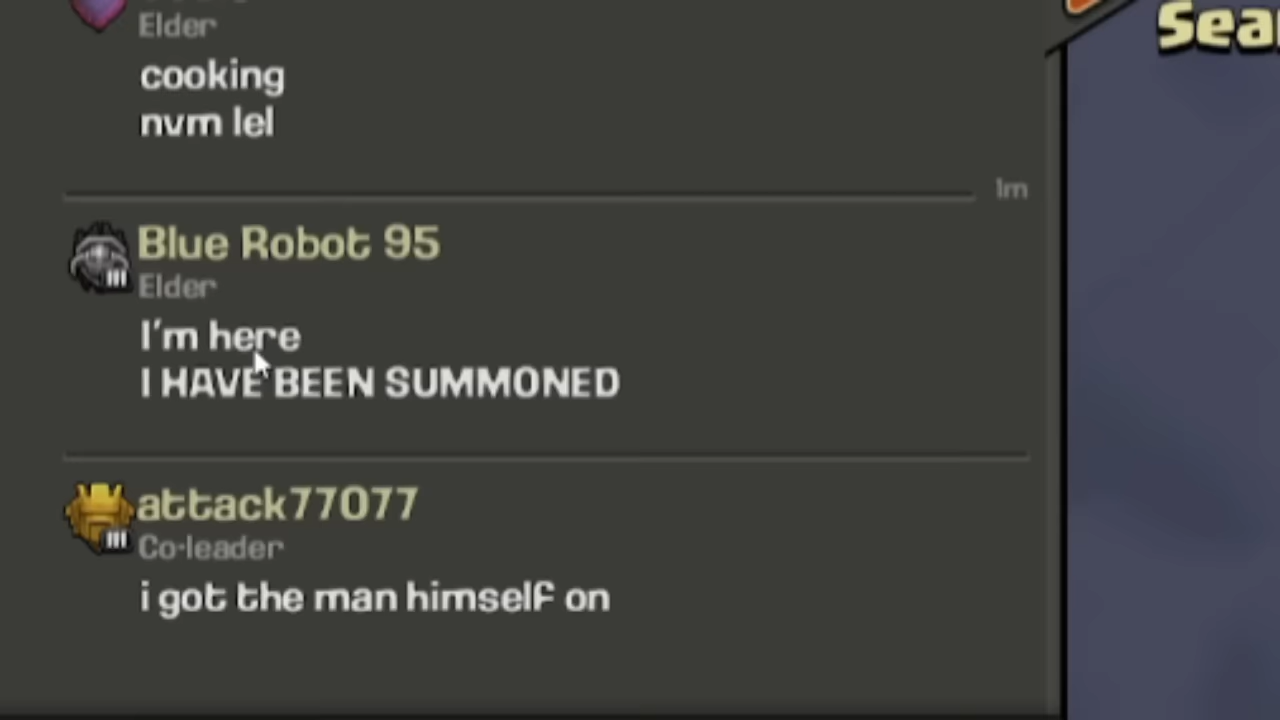 Elder
cooking
nvm lel
1m
Blue Robot 95
Elder
I'm here
I HAVE BEEN SUMMONED
attack77077
Co-leader
i got the man himself on